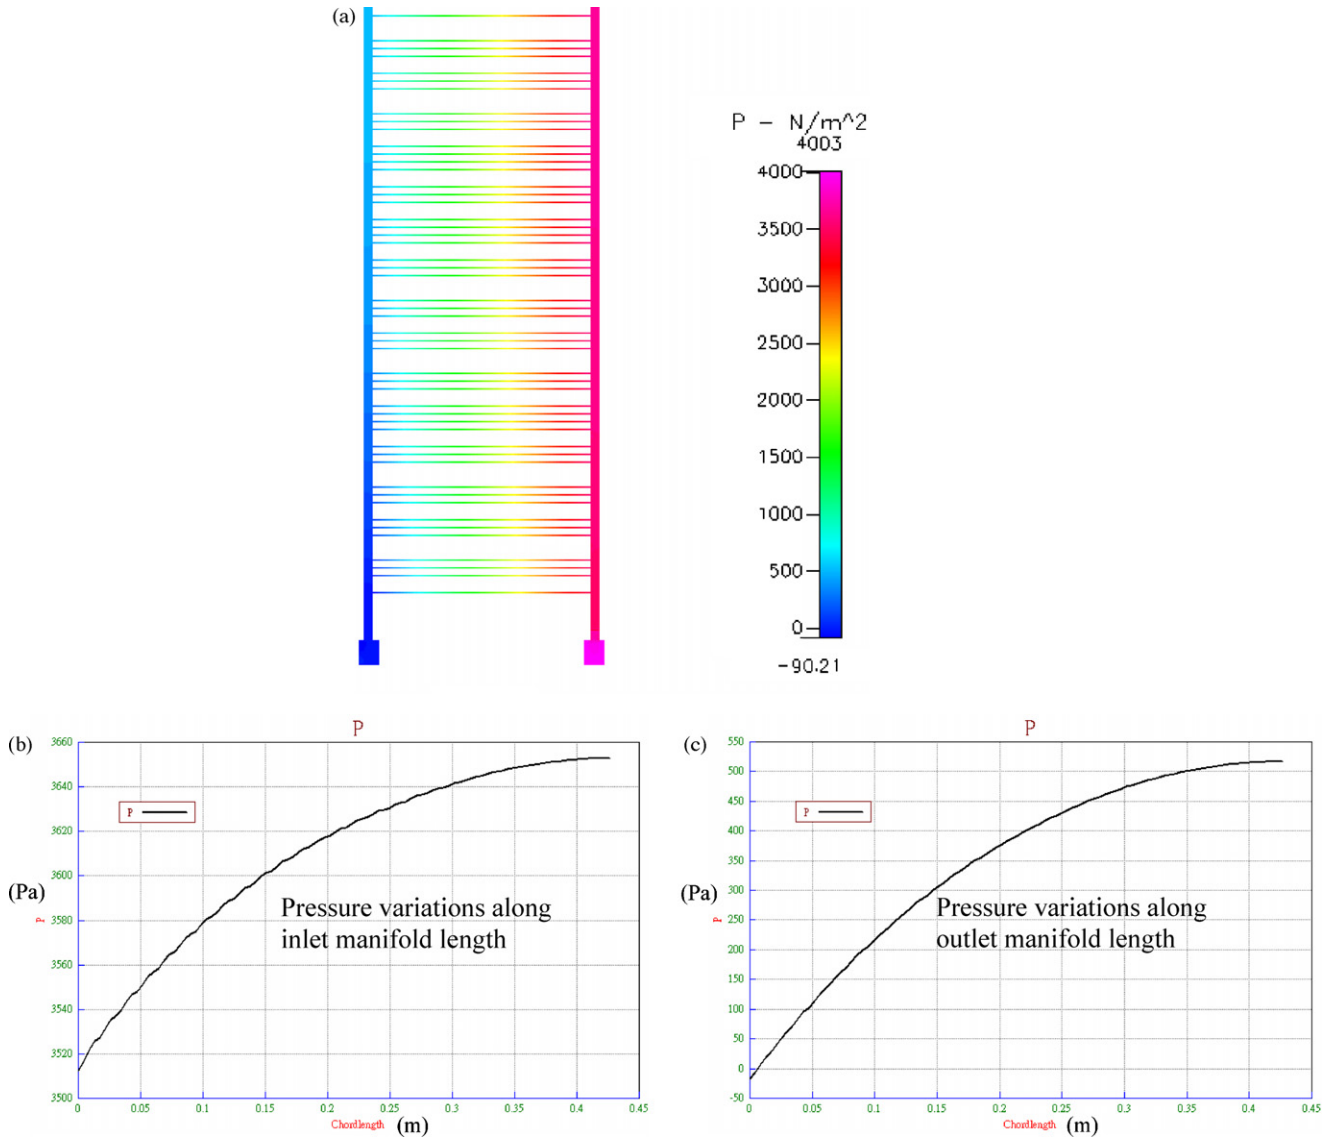 (a)
P - N/m^2
4003
4000
3500
3000
2500
2000
1500
1000
500
0
-90.21
(b)
P
3660
3640
3620
3600
3580
3560
3540
3520
3500
P
(Pa)
P
Pressure variations along
inlet manifold length
0 0.05 0.1 0.15 0.2 0.25 0.3 0.35 0.4 0.45
Chordlength (m)
(c)
P
550
500
450
400
350
300
250
200
150
100
50
0
-50
P
(Pa)
P
Pressure variations along
outlet manifold length
0 0.05 0.1 0.15 0.2 0.25 0.3 0.35 0.4 0.45
Chordlength (m)